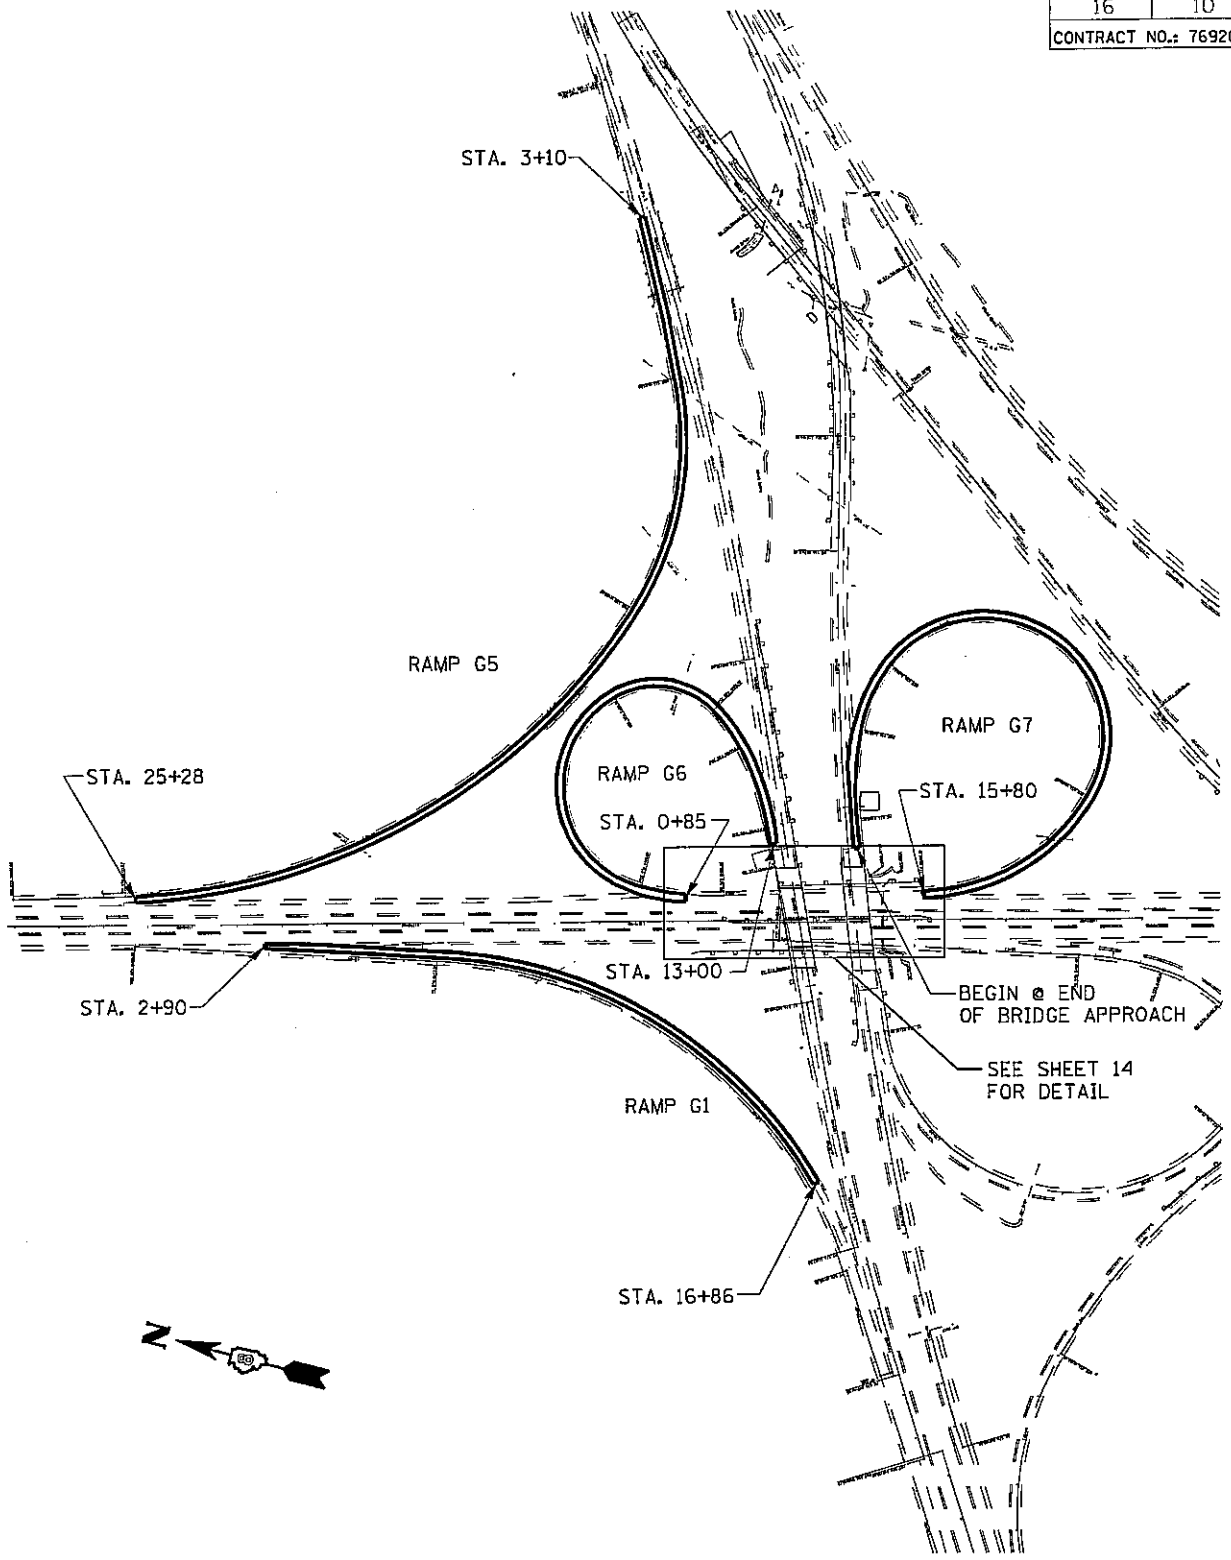 16 10
CONTRACT NO.: 76920
STA. 3+10
RAMP G5
RAMP G7
STA. 25+28
RAMP G6
STA. 15+80
STA. 0+85
STA. 13+00
STA. 2+90
BEGIN @ END
OF BRIDGE APPROACH
SEE SHEET 14
FOR DETAIL
RAMP G1
STA. 16+86
N